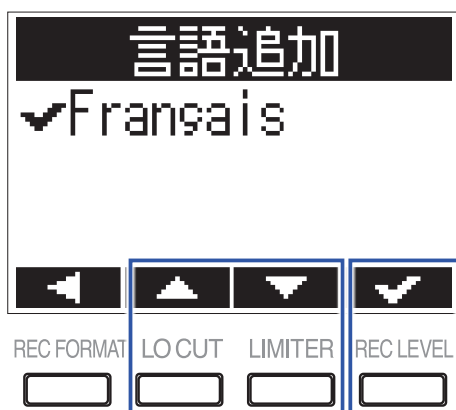 言語追加
Français
REC FORMAT LO CUT LIMITER REC LEVEL